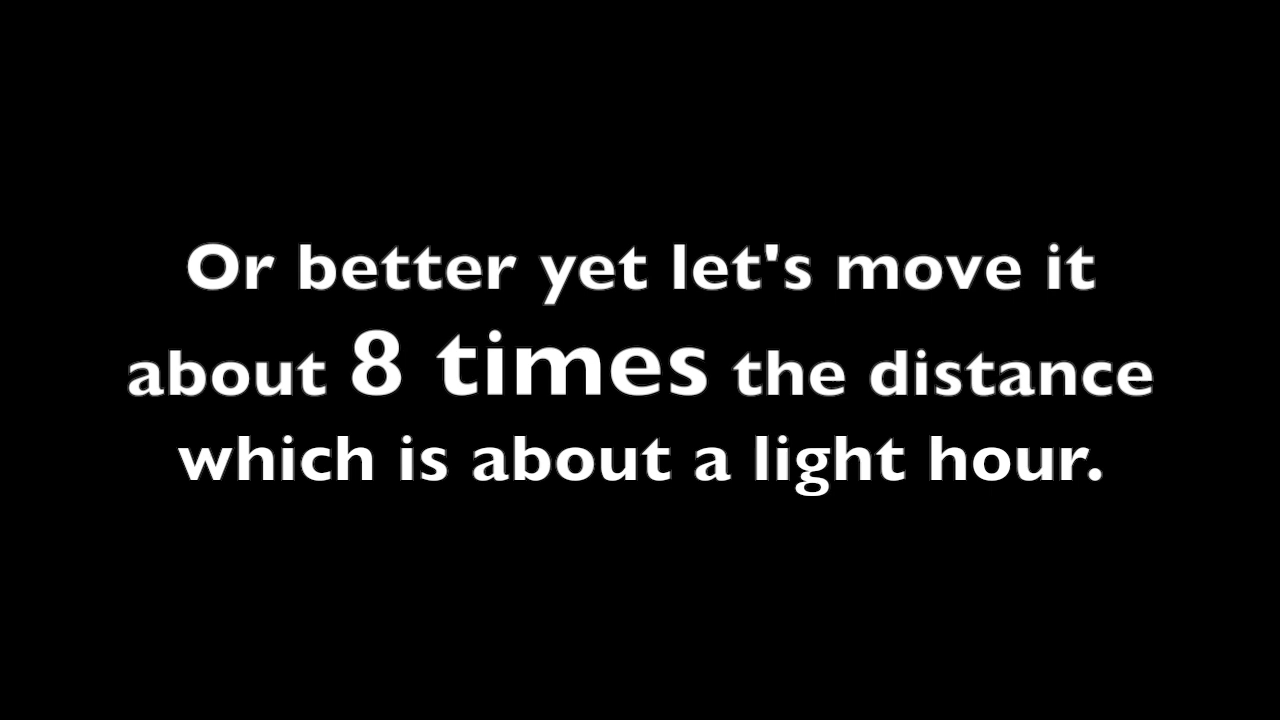 Or better yet let's move it
about 8 times the distance
which is about a light hour.